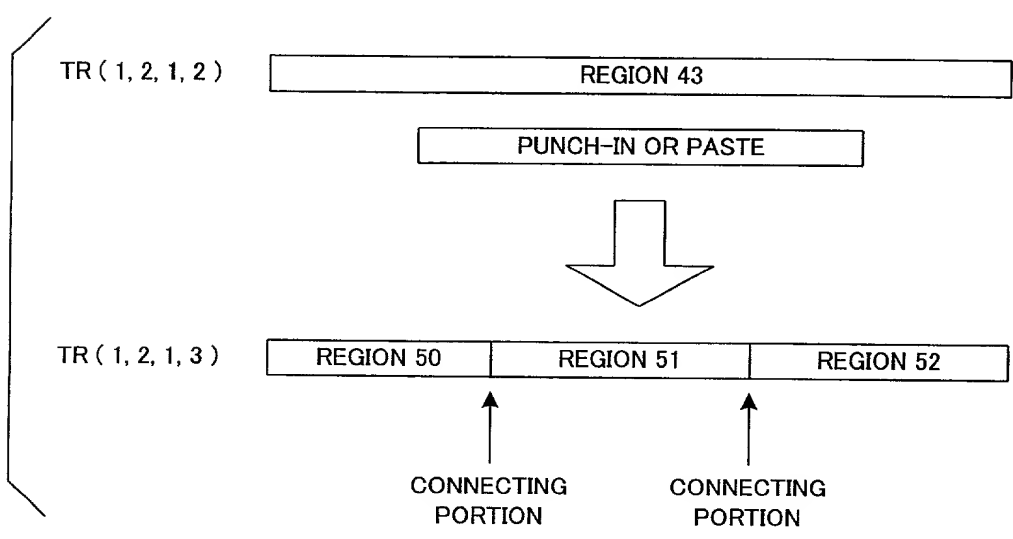 TR ( 1, 2, 1, 2 )
REGION 43
PUNCH-IN OR PASTE
TR ( 1, 2, 1, 3 )
REGION 50
REGION 51
REGION 52
CONNECTING
PORTION
CONNECTING
PORTION